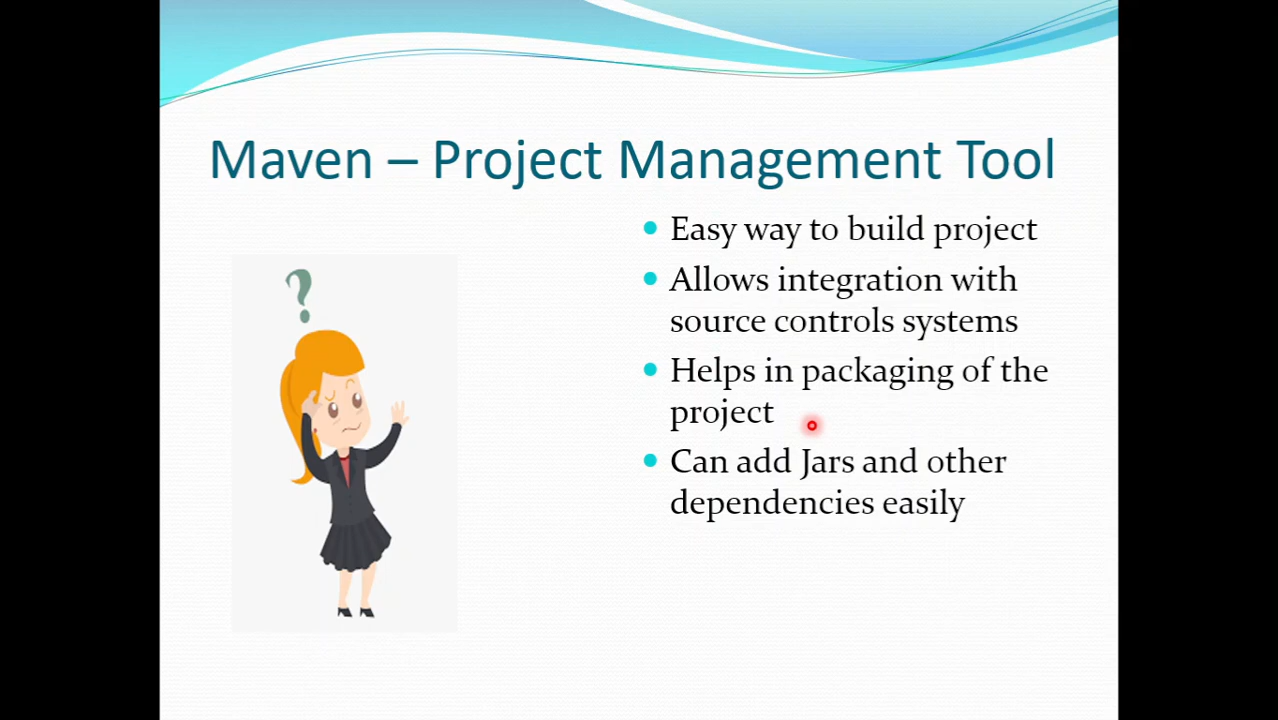 Maven – Project Management Tool
Easy way to build project
Allows integration with
source controls systems
Helps in packaging of the
project
Can add Jars and other
dependencies easily
?